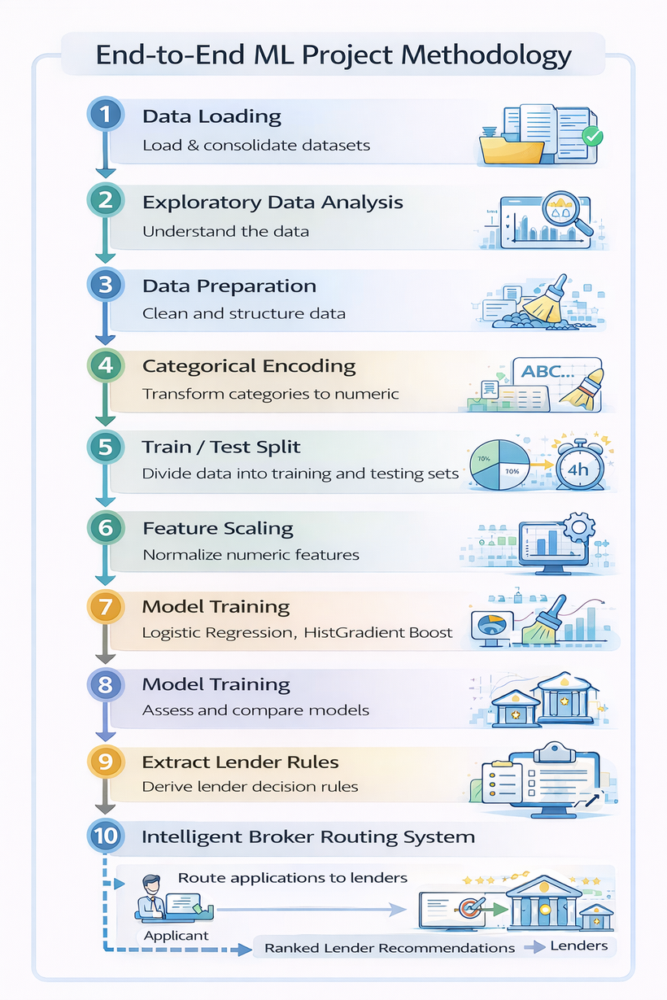 End-to-End ML Project Methodology
1
Data Loading
Load & consolidate datasets
2
Exploratory Data Analysis
Understand the data
3
Data Preparation
Clean and structure data
4
Categorical Encoding
Transform categories to numeric
ABC...
5
Train / Test Split
Divide data into training and testing sets
70%
70%
4h
6
Feature Scaling
Normalize numeric features
7
Model Training
Logistic Regression, HistGradient Boost
8
Model Training
Assess and compare models
9
Extract Lender Rules
Derive lender decision rules
10
Intelligent Broker Routing System
Route applications to lenders
Applicant
Ranked Lender Recommendations
Lenders